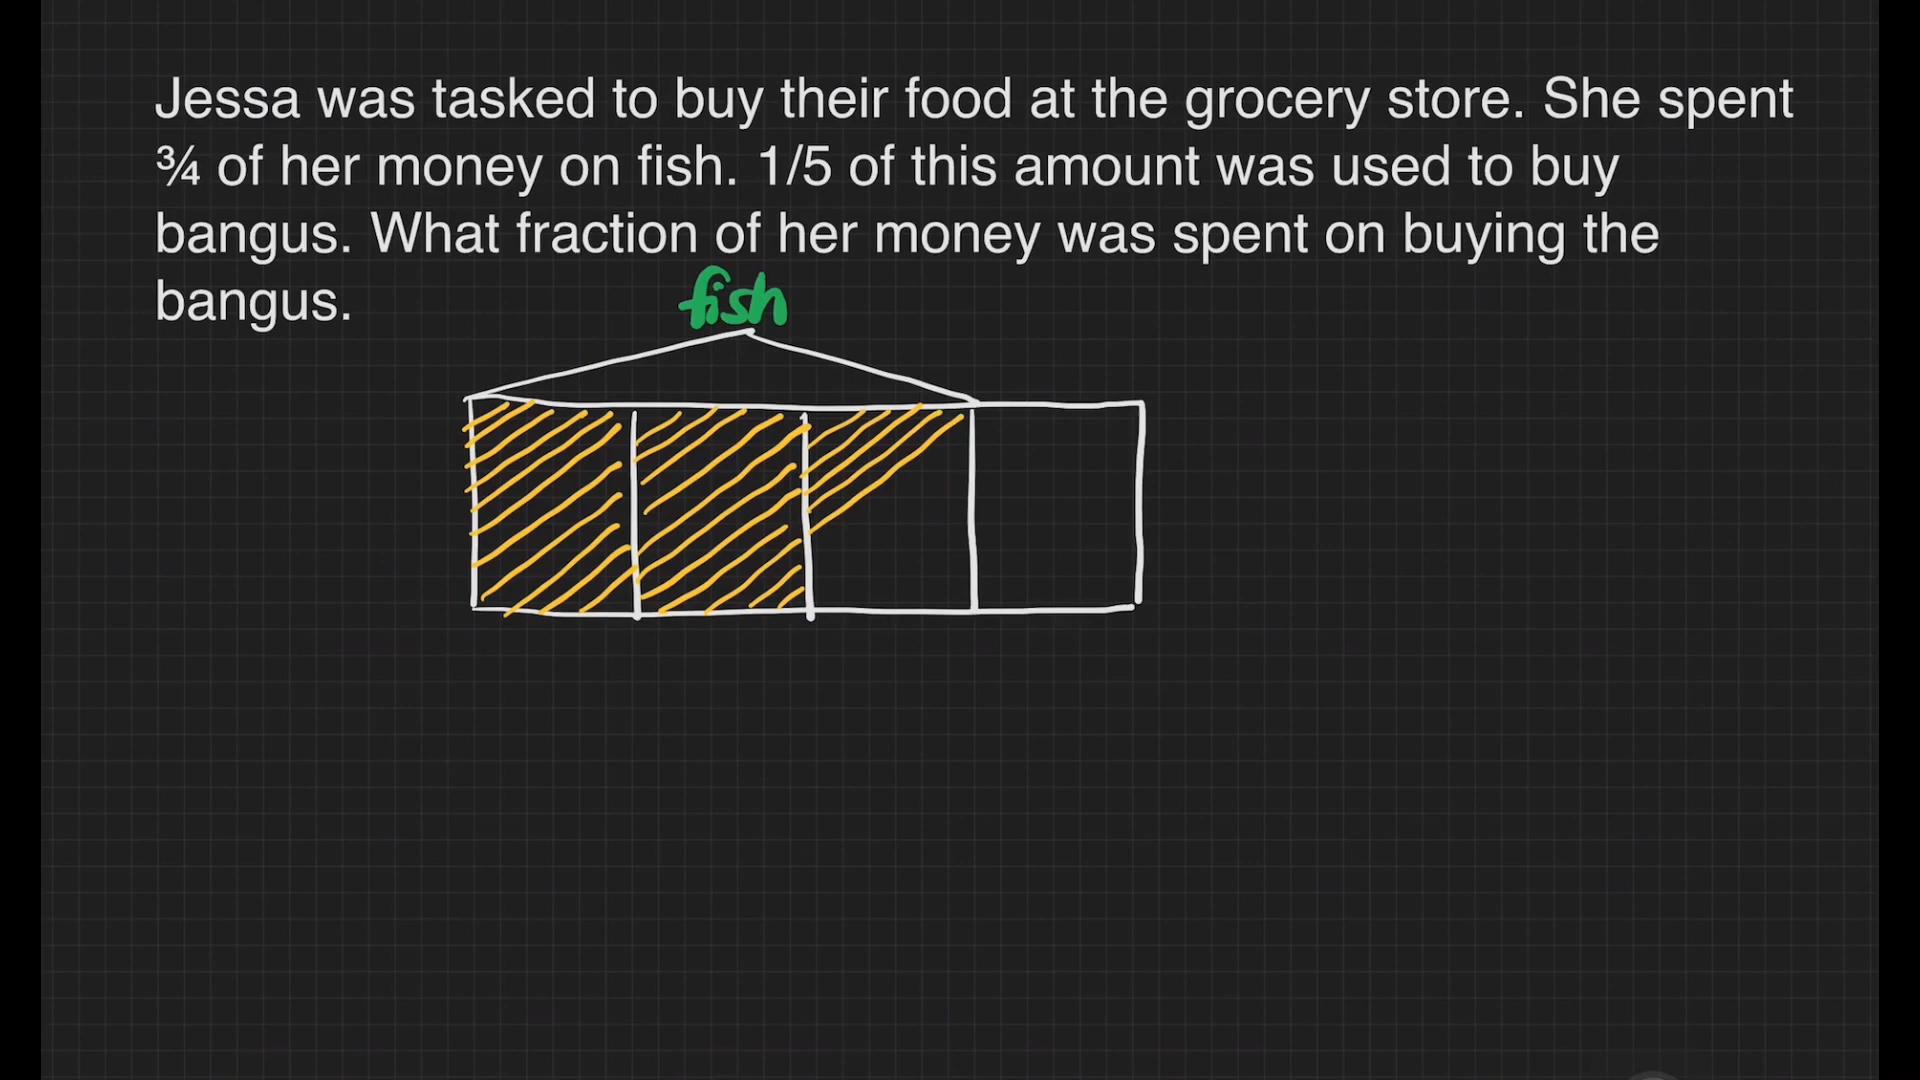 Jessa was tasked to buy their food at the grocery store. She spent
¾ of her money on fish. 1/5 of this amount was used to buy
bangus. What fraction of her money was spent on buying the
bangus.
fish